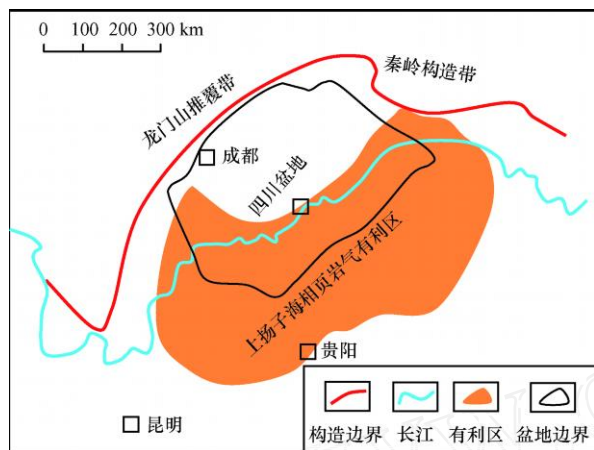 0 100 200 300 km
秦岭构造带
龙门山推覆带
成都
四川盆地
上扬子海相页岩气有利区
贵阳
昆明
构造边界 长江 有利区 盆地边界